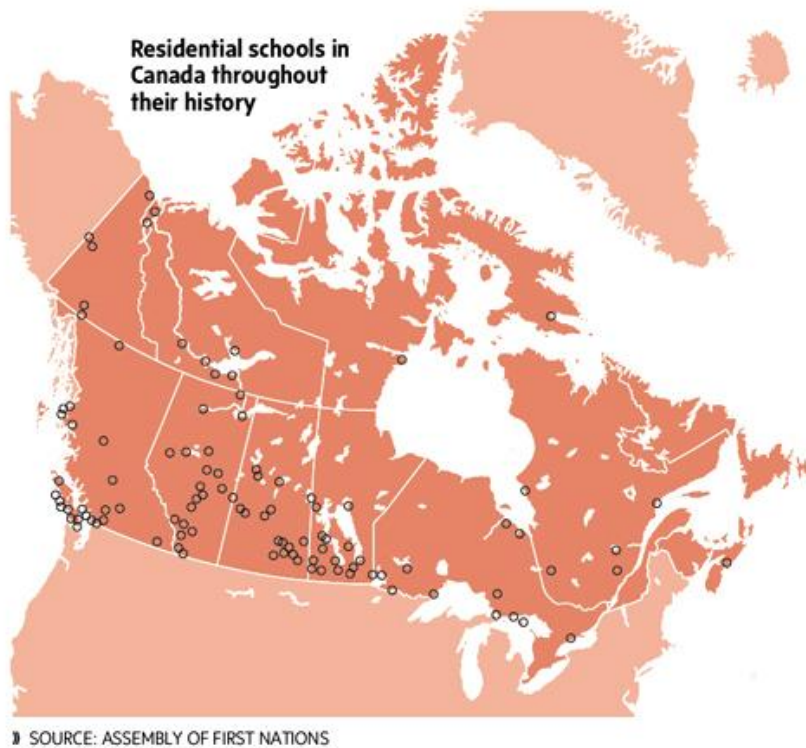 Residential schools in
Canada throughout
their history
» SOURCE: ASSEMBLY OF FIRST NATIONS